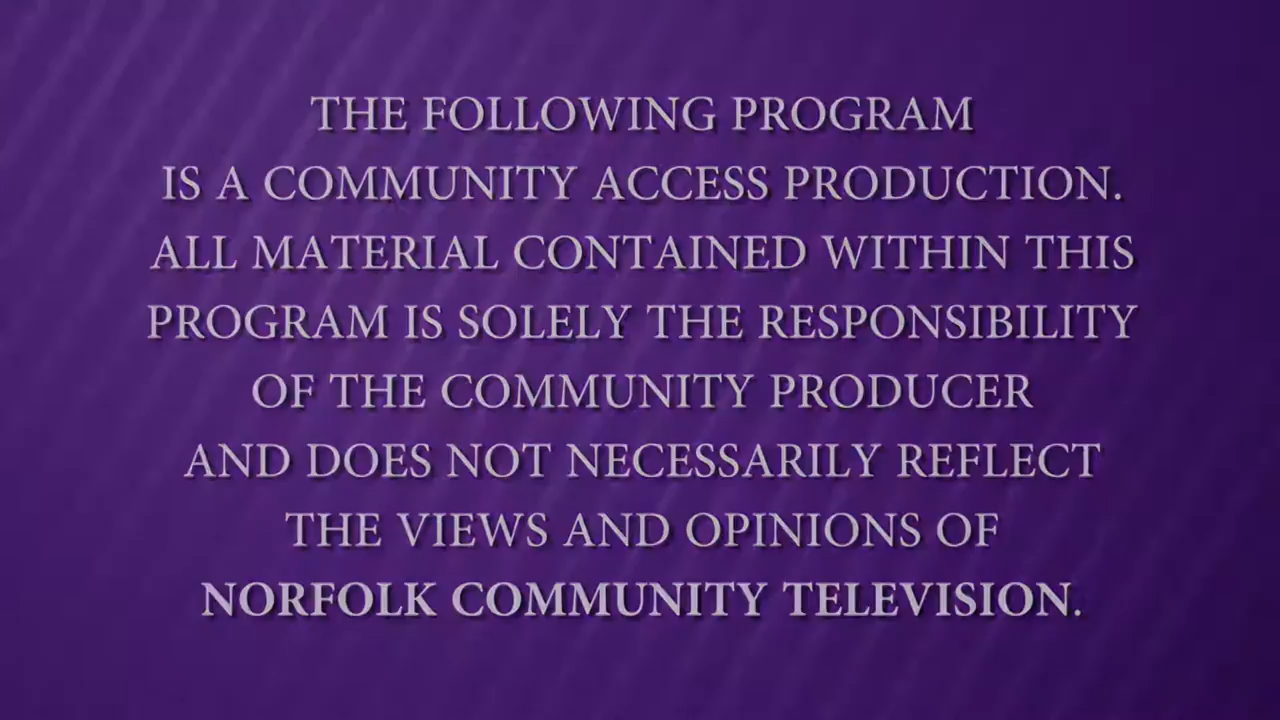 THE FOLLOWING PROGRAM
IS A COMMUNITY ACCESS PRODUCTION.
ALL MATERIAL CONTAINED WITHIN THIS
PROGRAM IS SOLELY THE RESPONSIBILITY
OF THE COMMUNITY PRODUCER
AND DOES NOT NECESSARILY REFLECT
THE VIEWS AND OPINIONS OF
NORFOLK COMMUNITY TELEVISION.